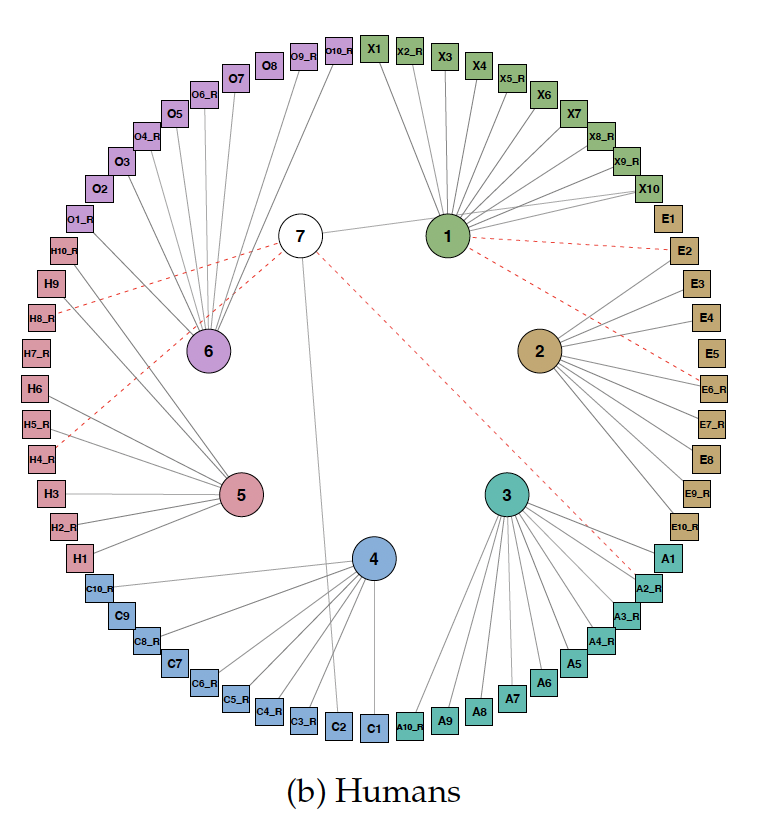 O10_R
X1
X2_R
X3
X4
X5_R
X6
X7
X8_R
X9_R
X10
E1
E2
E3
E4
E5
E6_R
E7_R
E8
E9_R
E10_R
A1
A2_R
A3_R
A4_R
A5
A6
A7
A8
A9
A10_R
C1
C2
C3_R
C4_R
C5_R
C6_R
C7
C8_R
C9
C10_R
H1
H2_R
H3
H4_R
H5_R
H6
H7_R
H8_R
H9
H10_R
O1_R
O2
O3
O4_R
O5
O6_R
O7
O8
O9_R
7
1
6
2
5
3
4
(b) Humans